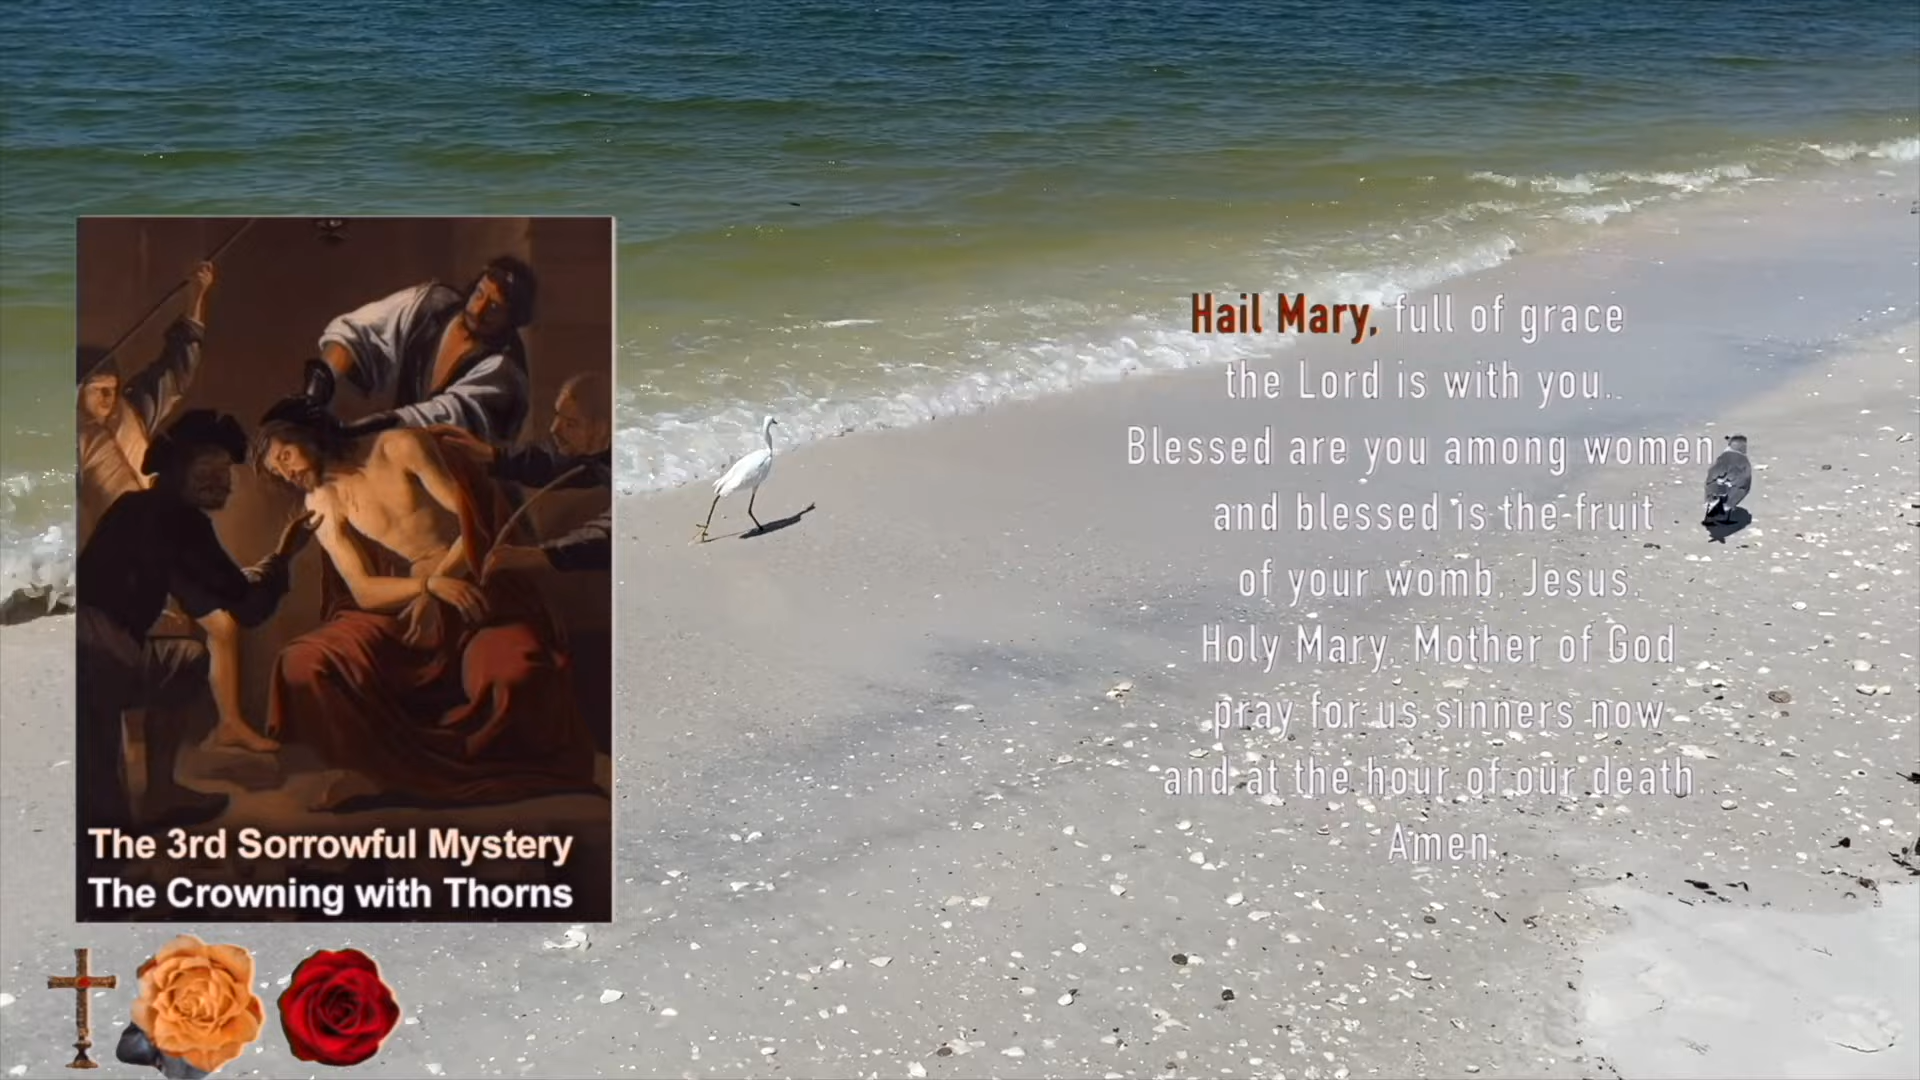 The 3rd Sorrowful Mystery
The Crowning with Thorns
Hail Mary, full of grace
the Lord is with you.
Blessed are you among women
and blessed is the fruit
of your womb, Jesus.
Holy Mary, Mother of God
pray for us sinners now
and at the hour of our death.
Amen.